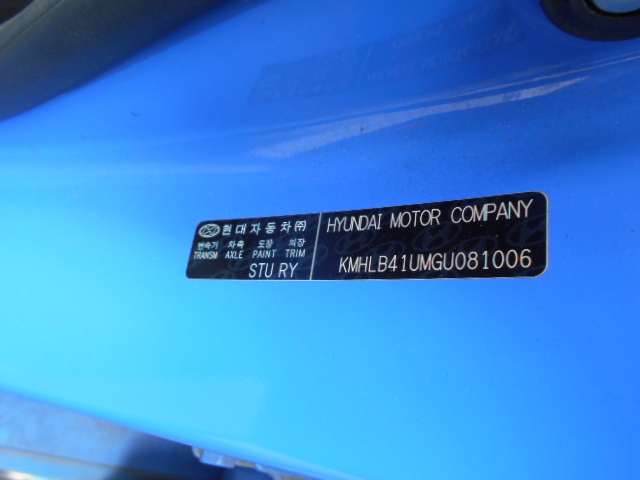 현대자동차㈜
변속기 차축 도장 의장
TRANSM AXLE PAINT TRIM
STU RY
HYUNDAI MOTOR COMPANY
KMHLB41UMGU081006